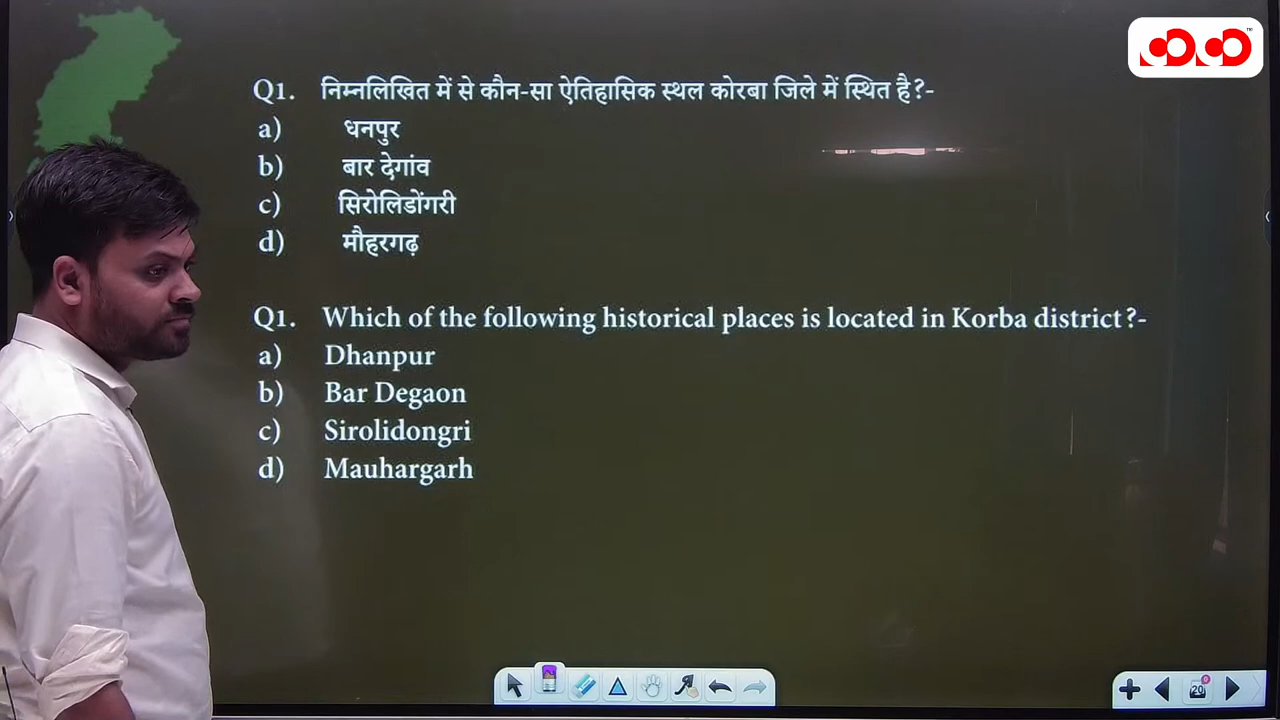 Q1. निम्नलिखित में से कौन-सा ऐतिहासिक स्थल कोरबा जिले में स्थित है?-
a) धनपुर
b) बार देगांव
c) सिरोलिडोंगरी
d) मौहरगढ़
Q1. Which of the following historical places is located in Korba district?-
a) Dhanpur
b) Bar Degaon
c) Sirolidongri
d) Mauhargarh
20